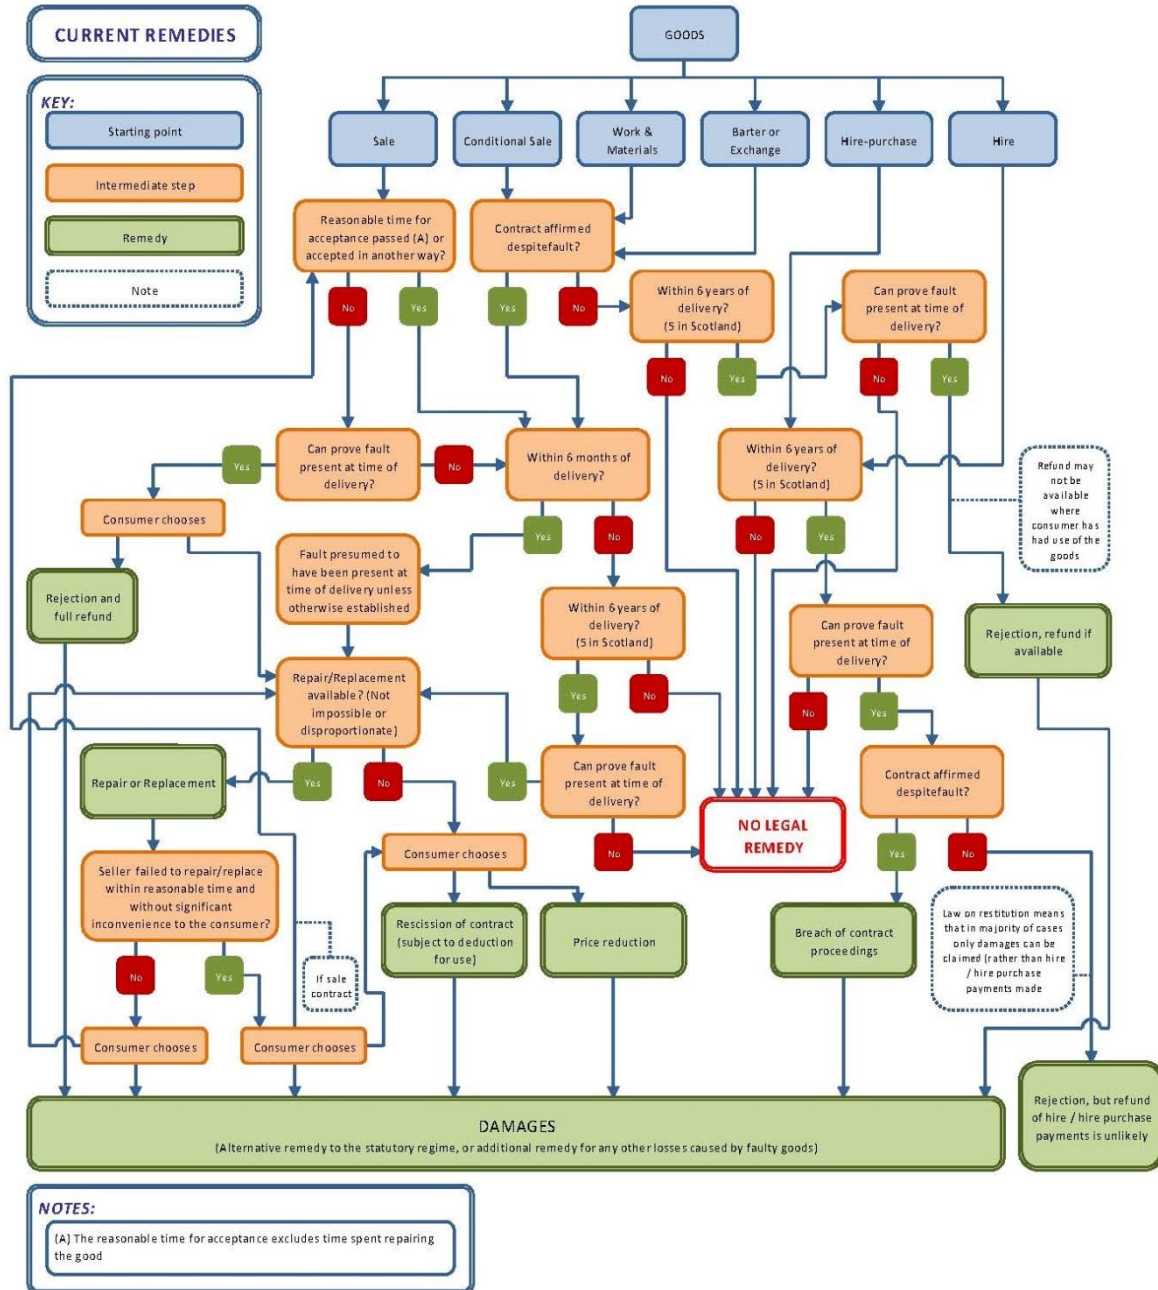 CURRENT REMEDIES
KEY:
Starting point
Intermediate step
Remedy
Note
GOODS
Sale
Conditional Sale
Work &
Materials
Barter or
Exchange
Hire-purchase
Hire
Reasonable time for
acceptance passed (A) or
accepted in another way?
Contract affirmed
despitefault?
No
Yes
Yes
No
Within 6 years of
delivery?
(5 in Scotland)
Can prove fault
present at time of
delivery?
No
Yes
No
Yes
Yes
Can prove fault
present at time of
delivery?
No
Within 6 months of
delivery?
Within 6 years of
delivery?
(5 in Scotland)
Refund may
not be
available
where
consumer has
had use of the
goods
Consumer chooses
Yes
No
No
Yes
Fault presumed to
have been present at
time of delivery unless
otherwise established
Rejection and
full refund
Within 6 years of
delivery?
(5 in Scotland)
Can prove fault
present at time of
delivery?
Rejection, refund if
available
Repair/Replacement
available? (Not
impossible or
disproportionate)
Yes
No
No
Yes
Repair or Replacement
Yes
No
Yes
Can prove fault
present at time of
delivery?
Contract affirmed
despitefault?
NO LEGAL
REMEDY
No
Yes
No
Consumer chooses
Seller failed to repair/replace
within reasonable time and
without significant
inconvenience to the consumer?
Rescission of contract
(subject to deduction
for use)
Price reduction
Breach of contract
proceedings
Law on restitution means
that in majority of cases
only damages can be
claimed (rather than hire
/ hire purchase
payments made
No
Yes
If sale
contract
Consumer chooses
Consumer chooses
Rejection, but refund
of hire / hire purchase
payments is unlikely
DAMAGES
(Alternative remedy to the statutory regime, or additional remedy for any other losses caused by faulty goods)
NOTES:
(A) The reasonable time for acceptance excludes time spent repairing
the good